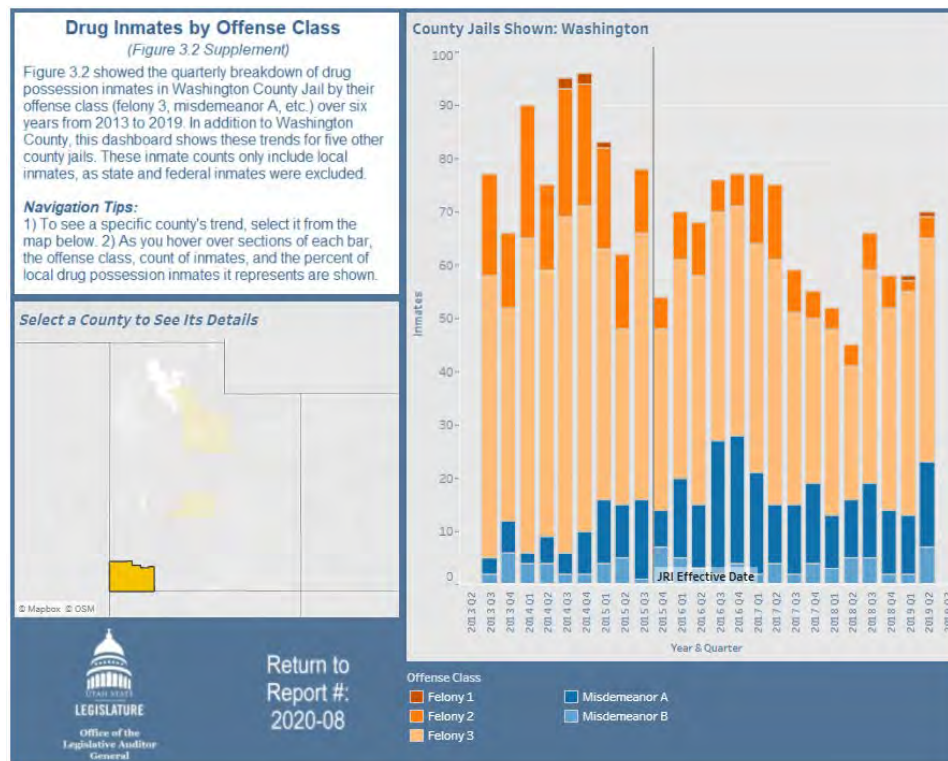 Drug Inmates by Offense Class
(Figure 3.2 Supplement)
Figure 3.2 showed the quarterly breakdown of drug
possession inmates in Washington County Jail by their
offense class (felony 3, misdemeanor A, etc.) over six
years from 2013 to 2019. In addition to Washington
County, this dashboard shows these trends for five other
county jails. These inmate counts only include local
inmates, as state and federal inmates were excluded.
Navigation Tips:
1) To see a specific county's trend, select it from the
map below. 2) As you hover over sections of each bar,
the offense class, count of inmates, and the percent of
local drug possession inmates it represents are shown.
Select a County to See Its Details
© Mapbox © OSM
UTAH STATE
LEGISLATURE
Office of the
Legislative Auditor
General
Return to
Report #:
2020-08
County Jails Shown: Washington
100
90
80
70
60
50
40
30
20
10
0
Inmates
JRI Effective Date
2013 Q2
2013 Q3
2013 Q4
2014 Q1
2014 Q2
2014 Q3
2014 Q4
2015 Q1
2015 Q2
2015 Q3
2015 Q4
2016 Q1
2016 Q2
2016 Q3
2016 Q4
2017 Q1
2017 Q2
2017 Q3
2017 Q4
2018 Q1
2018 Q2
2018 Q3
2018 Q4
2019 Q1
2019 Q2
Year & Quarter
Offense Class
Felony 1
Felony 2
Felony 3
Misdemeanor A
Misdemeanor B